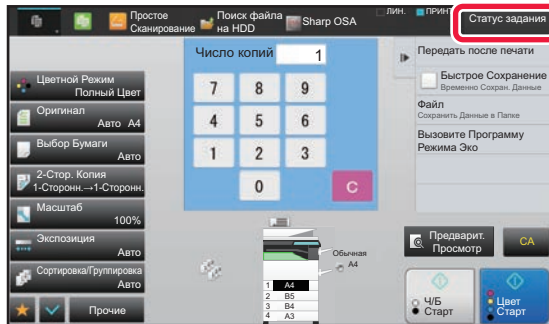 Простое
Сканирование
Поиск файла
на HDD
Sharp OSA
ЛИН.
ПРИНТ
Статус задания
Число копий
1
Передать после печати
Быстрое Сохранение
Временно Сохран. Данные
Файл
Сохранить Данные в Папке
Вызовите Программу
Режима Эко
Цветной Режим
Полный Цвет
Оригинал
Авто A4
Выбор Бумаги
Авто
2-Стор. Копия
1-Сторонн.→1-Сторонн.
Масштаб
100%
Экспозиция
Авто
Сортировка/Группировка
Авто
Прочие
7 8 9
4 5 6
1 2 3
0 C
Обычная
A4
1 A4
2 B5
3 B4
4 A3
Предварит.
Просмотр
CA
Ч/Б
Старт
Цвет
Старт